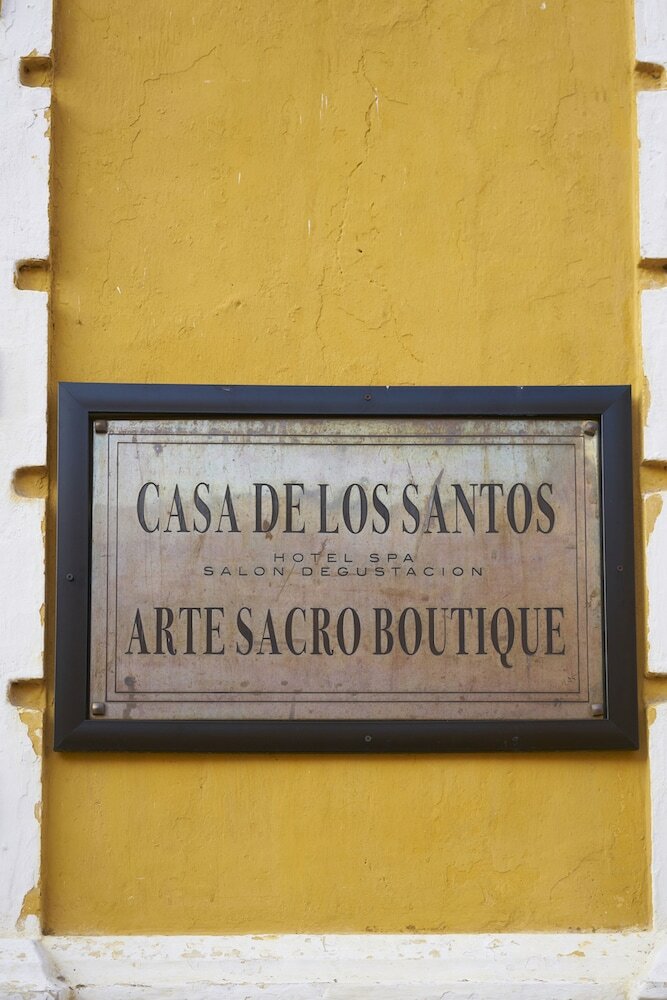 CASA DE LOS SANTOS
HOTEL SPA
SALON DEGUSTACION
ARTE SACRO BOUTIQUE